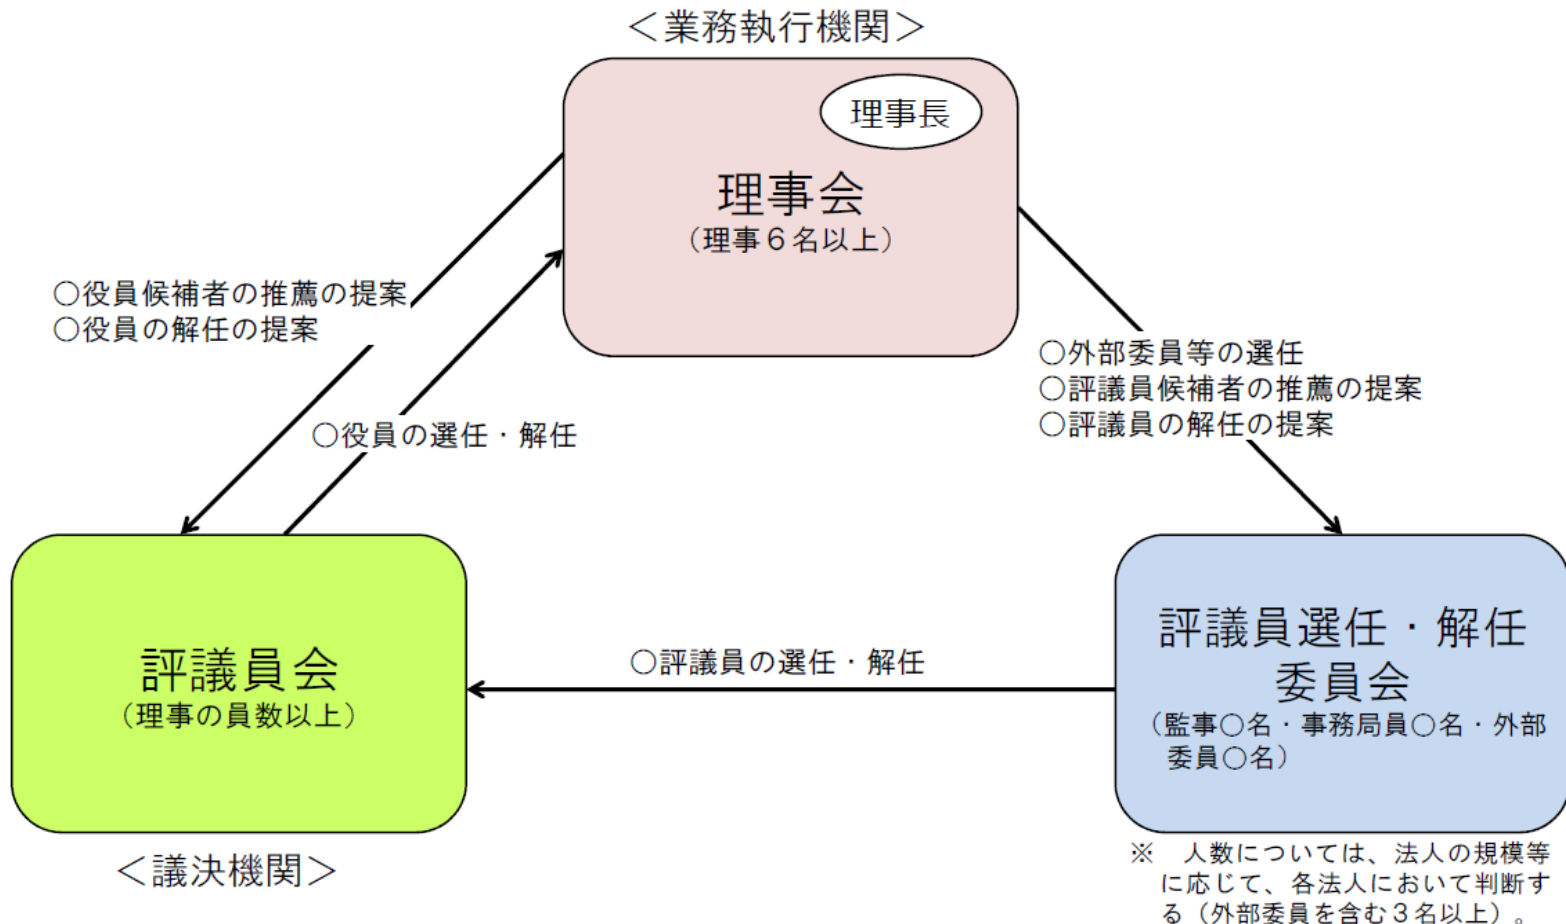 ＜業務執行機関＞
理事長
理事会
（理事６名以上）
○役員候補者の推薦の提案
○役員の解任の提案
○外部委員等の選任
○評議員候補者の推薦の提案
○評議員の解任の提案
○役員の選任・解任
評議員会
（理事の員数以上）
○評議員の選任・解任
評議員選任・解任
委員会
（監事○名・事務局員○名・外部
委員○名）
＜議決機関＞
※　人数については、法人の規模等
に応じて、各法人において判断す
る（外部委員を含む３名以上）。